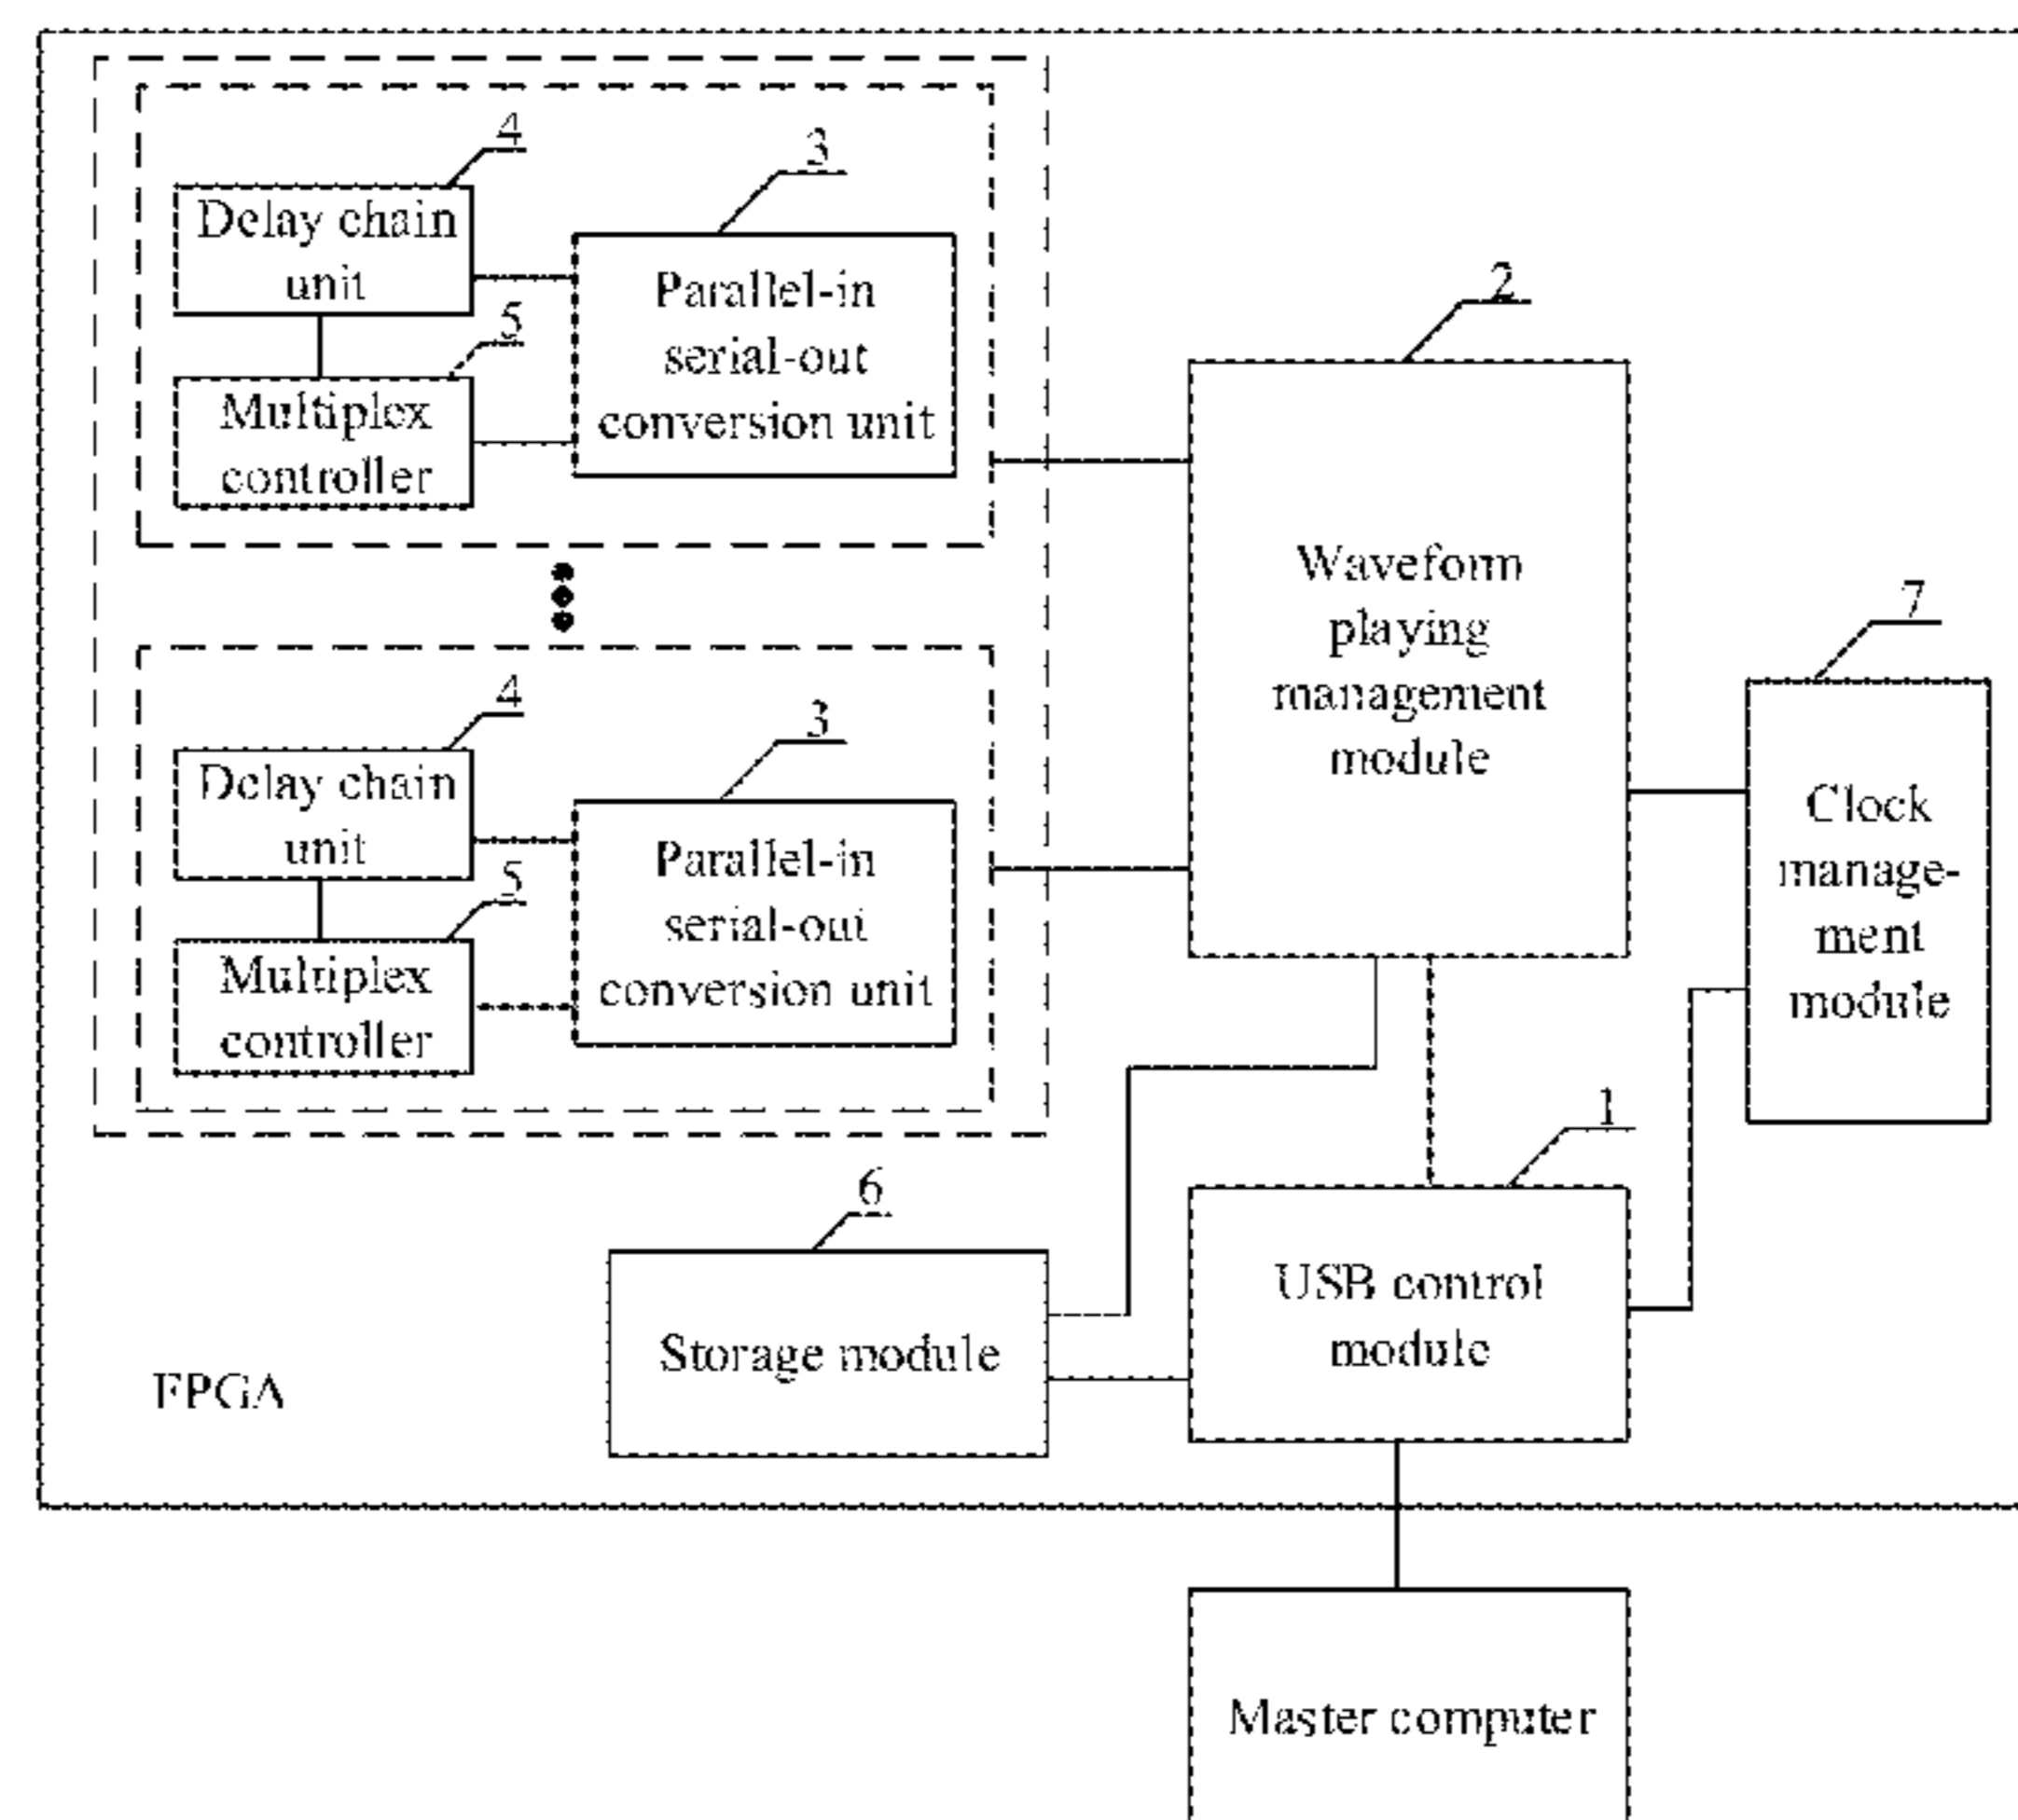 4
3
Delay chain
unit
Parallel-in
serial-out
conversion unit
5
Multiplex
controller
2
Waveform
playing
management
module
7
Clock
manage-
ment
module
4
3
Delay chain
unit
Parallel-in
serial-out
conversion unit
5
Multiplex
controller
1
USB control
module
6
Storage module
FPGA
Master computer